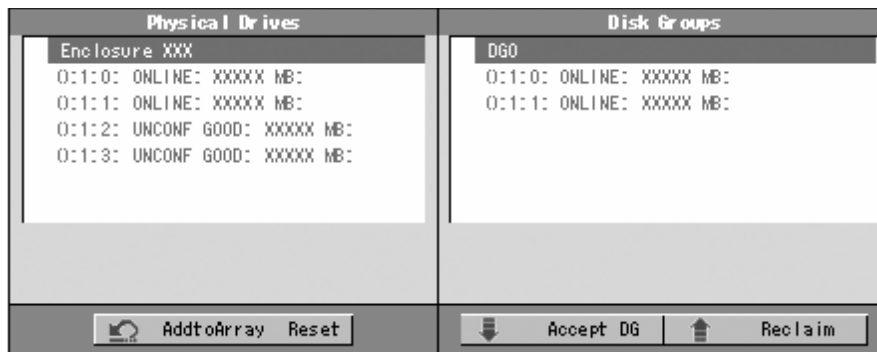 Physical Drives
Enclosure XXX
0:1:0: ONLINE: XXXXX MB:
0:1:1: ONLINE: XXXXX MB:
0:1:2: UNCONF GOOD: XXXXX MB:
0:1:3: UNCONF GOOD: XXXXX MB:
AddtoArray Reset
Disk Groups
DG0
0:1:0: ONLINE: XXXXX MB:
0:1:1: ONLINE: XXXXX MB:
Accept DG Reclaim